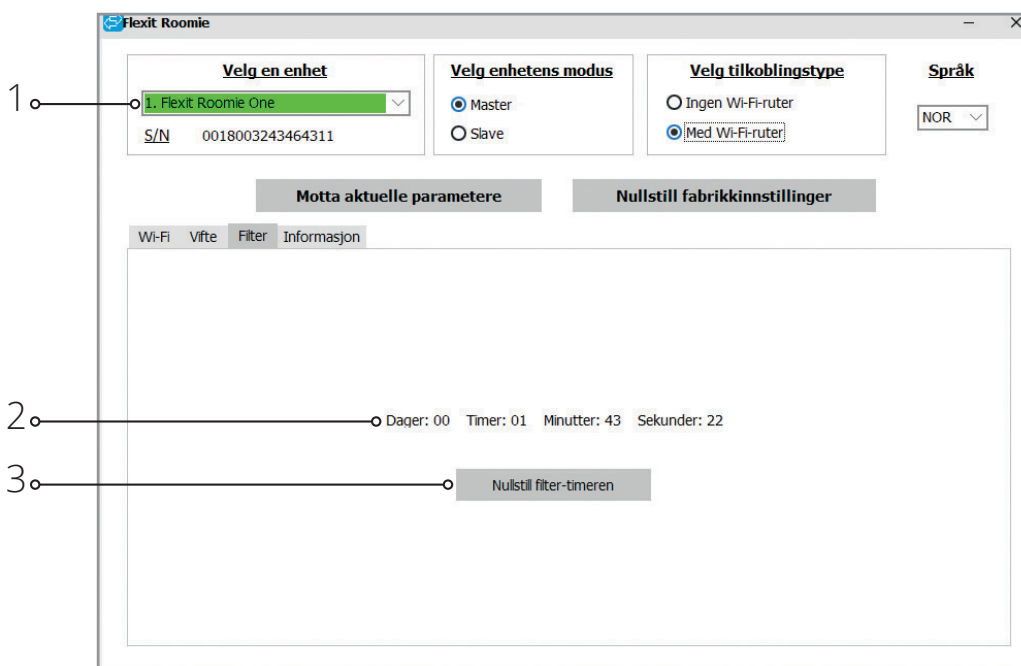 Flexit Roomie
Velg en enhet
Velg enhetens modus
Velg tilkoblingstype
Språk
1
1. Flexit Roomie One
Master
Ingen Wi-Fi-ruter
NOR
S/N 0018003243464311
Slave
Med Wi-Fi-ruter
Motta aktuelle parametere
Nullstill fabrikkinnstillinger
Wi-Fi Vifte Filter Informasjon
2
Dager: 00 Timer: 01 Minutter: 43 Sekunder: 22
3
Nullstill filter-timeren